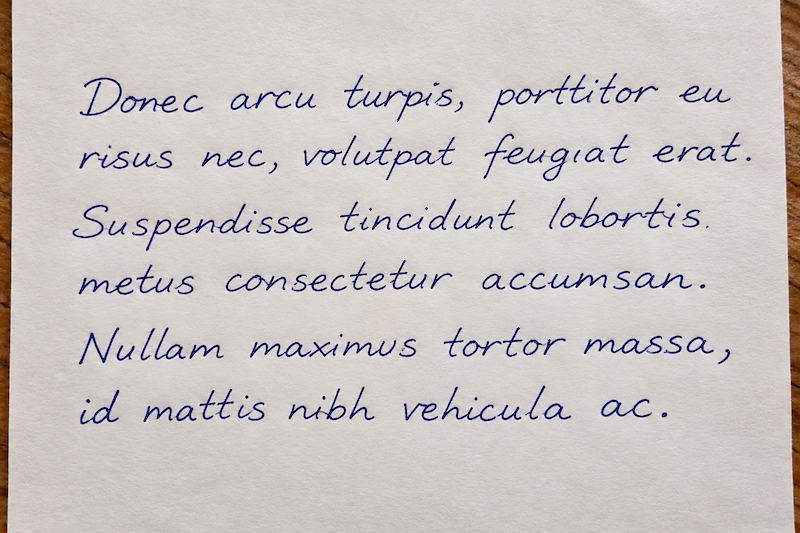 Donec arcu turpis, porttitor eu
risus nec, volutpat feugiat erat.
Suspendisse tincidunt lobortis.
metus consectetur accumsan.
Nullam maximus tortor massa,
id mattis nibh vehicula ac.